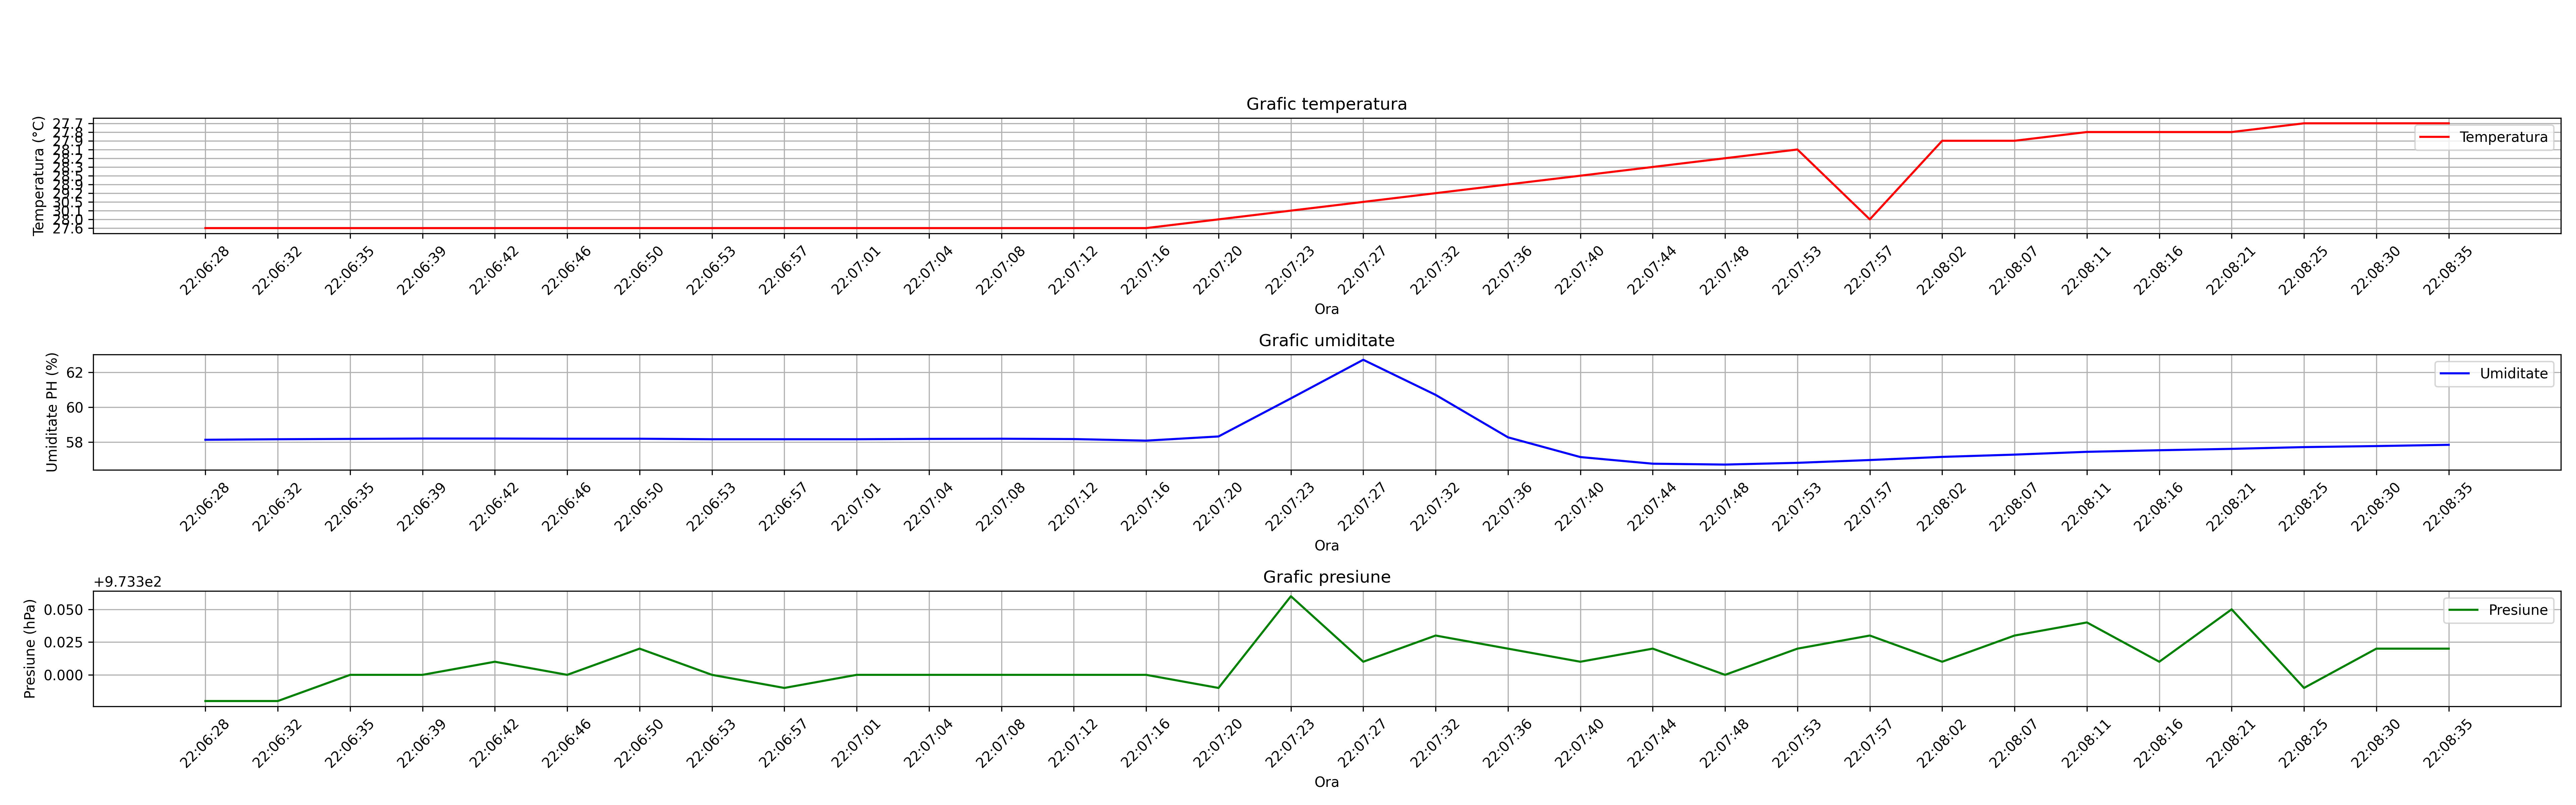 Grafic temperatura
Temperatura (°C)
27.7
27.8
27.9
28.1
28.2
28.3
28.5
28.9
29.2
30.5
30.1
28.0
27.6
Temperatura
22:06:28 22:06:32 22:06:35 22:06:39 22:06:42 22:06:46 22:06:50 22:06:53 22:06:57 22:07:01 22:07:04 22:07:08 22:07:12 22:07:16 22:07:20 22:07:23 22:07:27 22:07:32 22:07:36 22:07:40 22:07:44 22:07:48 22:07:53 22:07:57 22:08:02 22:08:07 22:08:11 22:08:16 22:08:21 22:08:25 22:08:30 22:08:35
Ora
Grafic umiditate
Umiditate PH (%)
62
60
58
Umiditate
22:06:28 22:06:32 22:06:35 22:06:39 22:06:42 22:06:46 22:06:50 22:06:53 22:06:57 22:07:01 22:07:04 22:07:08 22:07:12 22:07:16 22:07:20 22:07:23 22:07:27 22:07:32 22:07:36 22:07:40 22:07:44 22:07:48 22:07:53 22:07:57 22:08:02 22:08:07 22:08:11 22:08:16 22:08:21 22:08:25 22:08:30 22:08:35
Ora
Grafic presiune
+9.733e2
Presiune (hPa)
0.050
0.025
0.000
Presiune
22:06:28 22:06:32 22:06:35 22:06:39 22:06:42 22:06:46 22:06:50 22:06:53 22:06:57 22:07:01 22:07:04 22:07:08 22:07:12 22:07:16 22:07:20 22:07:23 22:07:27 22:07:32 22:07:36 22:07:40 22:07:44 22:07:48 22:07:53 22:07:57 22:08:02 22:08:07 22:08:11 22:08:16 22:08:21 22:08:25 22:08:30 22:08:35
Ora